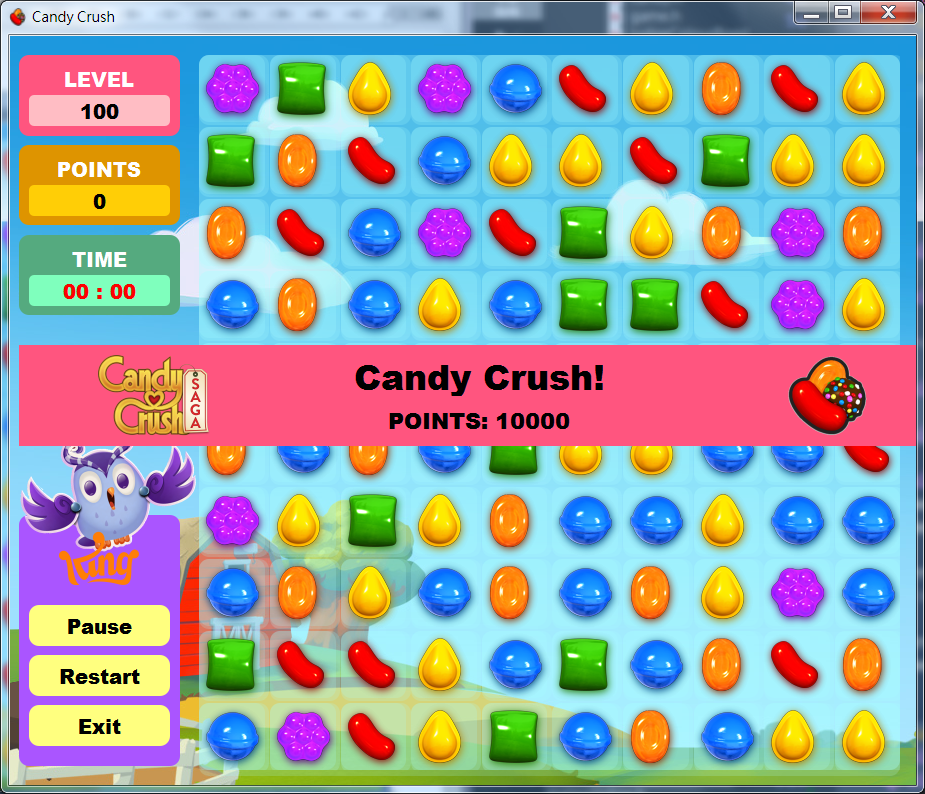 Candy Crush
LEVEL
100
POINTS
0
TIME
00 : 00
Candy
Crush
SAGA
Candy Crush!
POINTS: 10000
King
Pause
Restart
Exit